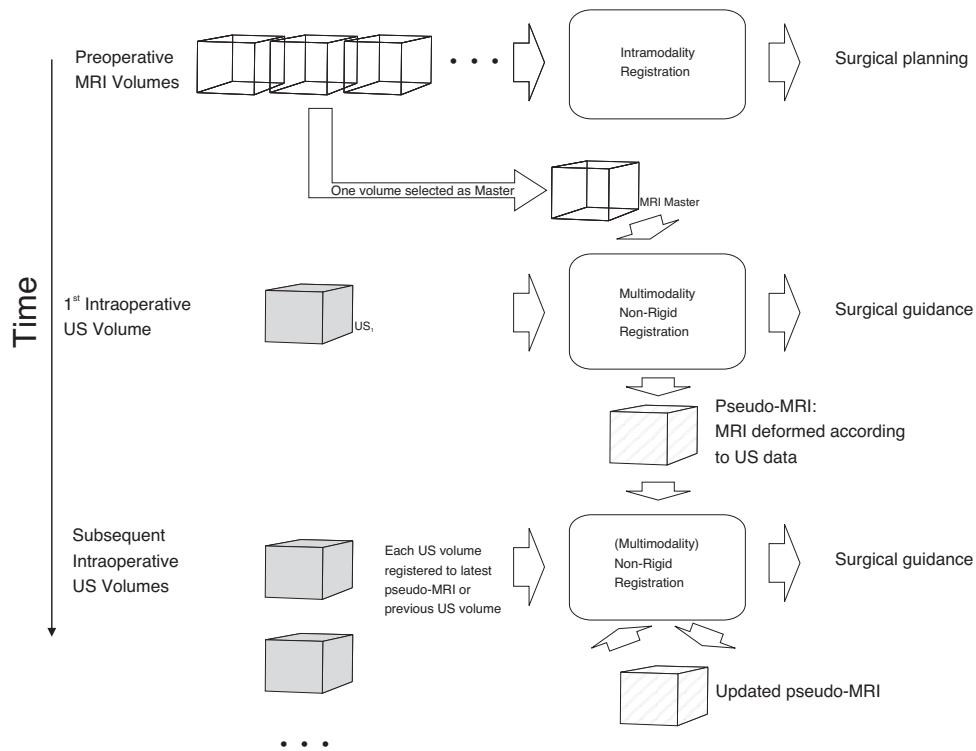 Preoperative
MRI Volumes
. . .
Intramodality
Registration
Surgical planning
One volume selected as Master
MRI Master
Time
1st Intraoperative
US Volume
US1
Multimodality
Non-Rigid
Registration
Surgical guidance
Pseudo-MRI:
MRI deformed according
to US data
Subsequent
Intraoperative
US Volumes
Each US volume
registered to latest
pseudo-MRI or
previous US volume
(Multimodality)
Non-Rigid
Registration
Surgical guidance
Updated pseudo-MRI
. . .